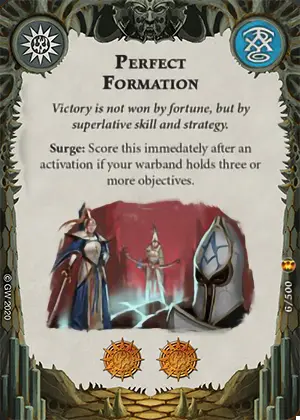 PERFECT
FORMATION
Victory is not won by fortune, but by
superlative skill and strategy.
Surge: Score this immediately after an
activation if your warband holds three or
more objectives.
© GW 2020
6/500